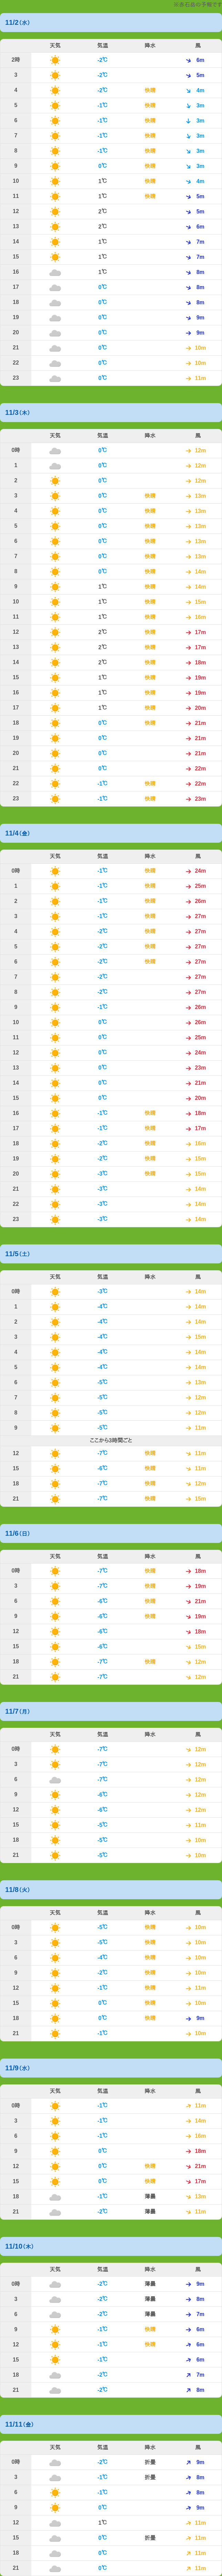 ※釜石森の予報です
11/2（水）
天気 気温 降水 風
2時 -2℃ 6m
3 -2℃ 5m
4 -2℃ 快晴 4m
5 -1℃ 快晴 3m
6 -1℃ 快晴 3m
7 -1℃ 快晴 3m
8 -1℃ 快晴 3m
9 0℃ 快晴 3m
10 1℃ 快晴 4m
11 1℃ 快晴 5m
12 2℃ 5m
13 2℃ 6m
14 1℃ 7m
15 1℃ 7m
16 1℃ 8m
17 0℃ 8m
18 0℃ 8m
19 0℃ 9m
20 0℃ 9m
21 0℃ 10m
22 0℃ 10m
23 0℃ 11m
11/3（木）
天気 気温 降水 風
0時 0℃ 12m
1 0℃ 12m
2 0℃ 12m
3 0℃ 快晴 13m
4 0℃ 快晴 13m
5 0℃ 快晴 13m
6 0℃ 快晴 13m
7 0℃ 快晴 13m
8 0℃ 快晴 14m
9 1℃ 快晴 14m
10 1℃ 快晴 15m
11 1℃ 快晴 16m
12 2℃ 快晴 17m
13 2℃ 快晴 17m
14 2℃ 快晴 18m
15 1℃ 快晴 19m
16 1℃ 快晴 19m
17 1℃ 快晴 20m
18 0℃ 快晴 21m
19 0℃ 21m
20 0℃ 21m
21 0℃ 22m
22 -1℃ 快晴 22m
23 -1℃ 快晴 23m
11/4（金）
天気 気温 降水 風
0時 -1℃ 快晴 24m
1 -1℃ 快晴 25m
2 -1℃ 快晴 26m
3 -1℃ 快晴 27m
4 -2℃ 快晴 27m
5 -2℃ 快晴 27m
6 -2℃ 快晴 27m
7 -2℃ 27m
8 -2℃ 27m
9 -1℃ 26m
10 0℃ 26m
11 0℃ 25m
12 0℃ 24m
13 0℃ 23m
14 0℃ 21m
15 0℃ 20m
16 -1℃ 快晴 18m
17 -1℃ 快晴 17m
18 -2℃ 快晴 16m
19 -2℃ 快晴 15m
20 -3℃ 快晴 15m
21 -3℃ 14m
22 -3℃ 14m
23 -3℃ 14m
11/5（土）
天気 気温 降水 風
0時 -3℃ 14m
1 -4℃ 14m
2 -4℃ 14m
3 -4℃ 15m
4 -4℃ 14m
5 -4℃ 14m
6 -5℃ 13m
7 -5℃ 12m
8 -5℃ 12m
9 -5℃ 11m
ここから3時間ごと
12 -7℃ 快晴 11m
15 -6℃ 快晴 11m
18 -7℃ 快晴 12m
21 -7℃ 快晴 15m
11/6（日）
天気 気温 降水 風
0時 -7℃ 快晴 18m
3 -7℃ 快晴 19m
6 -6℃ 快晴 21m
9 -6℃ 快晴 19m
12 -6℃ 18m
15 -6℃ 15m
18 -7℃ 快晴 12m
21 -7℃ 12m
11/7（月）
天気 気温 降水 風
0時 -7℃ 12m
3 -7℃ 12m
6 -7℃ 12m
9 -6℃ 12m
12 -6℃ 12m
15 -5℃ 11m
18 -5℃ 10m
21 -5℃ 10m
11/8（火）
天気 気温 降水 風
0時 -5℃ 快晴 10m
3 -5℃ 快晴 10m
6 -4℃ 快晴 10m
9 -2℃ 快晴 10m
12 -1℃ 快晴 11m
15 0℃ 快晴 10m
18 0℃ 快晴 9m
21 -1℃ 10m
11/9（水）
天気 気温 降水 風
0時 -1℃ 11m
3 -1℃ 14m
6 -1℃ 16m
9 0℃ 18m
12 0℃ 快晴 21m
15 0℃ 快晴 17m
18 -1℃ 薄曇 13m
21 -2℃ 薄曇 11m
11/10（木）
天気 気温 降水 風
0時 -2℃ 薄曇 9m
3 -2℃ 薄曇 8m
6 -2℃ 薄曇 7m
9 -1℃ 快晴 6m
12 -1℃ 快晴 6m
15 -1℃ 6m
18 -2℃ 7m
21 -2℃ 8m
11/11（金）
天気 気温 降水 風
0時 -2℃ 折曇 9m
3 -1℃ 折曇 8m
6 -1℃ 8m
9 0℃ 9m
12 1℃ 11m
15 0℃ 折曇 11m
18 0℃ 11m
21 0℃ 11m